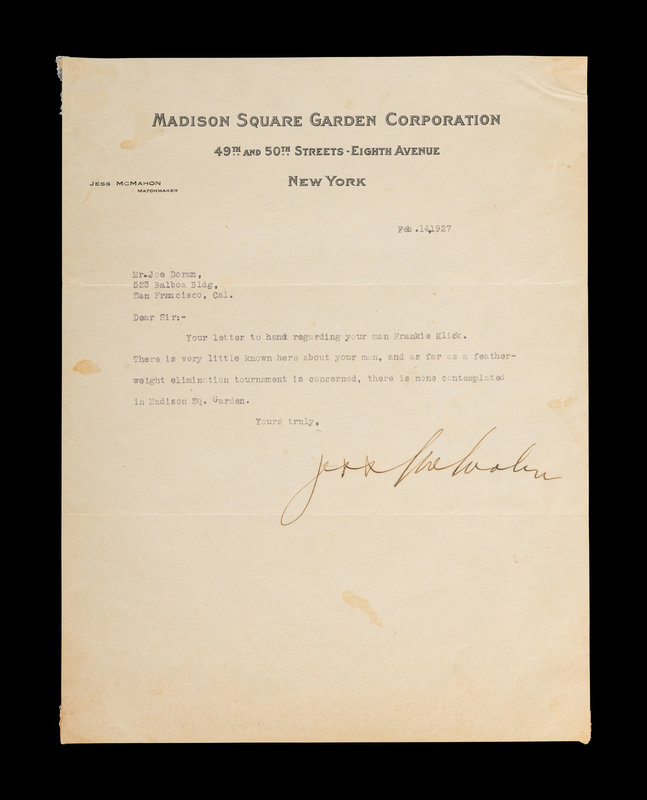 MADISON SQUARE GARDEN CORPORATION
49TH AND 50TH STREETS - EIGHTH AVENUE
NEW YORK
JESS MCMAHON
MATCHMAKER
Feb.14,1927
Mr.Joe Doran,
523 Balboa Bldg,
San Francisco, Cal.
Dear Sir:-
Your letter to hand regarding your man Frankie Klick.
There is very little known here about your man, and as far as a feather-
weight elimination tournament is concerned, there is none contemplated
in Madison Sq. Garden.
Yours truly,
Jess McMahon